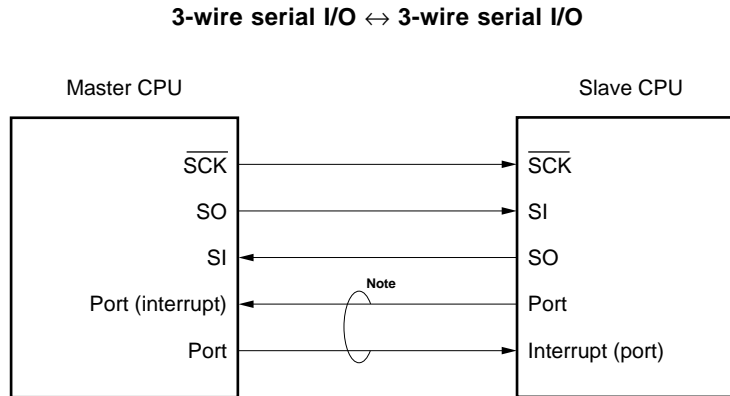 3-wire serial I/O ↔ 3-wire serial I/O
Master CPU
Slave CPU
SCK
SCK
SO
SI
SI
SO
Note
Port (interrupt)
Port
Port
Interrupt (port)